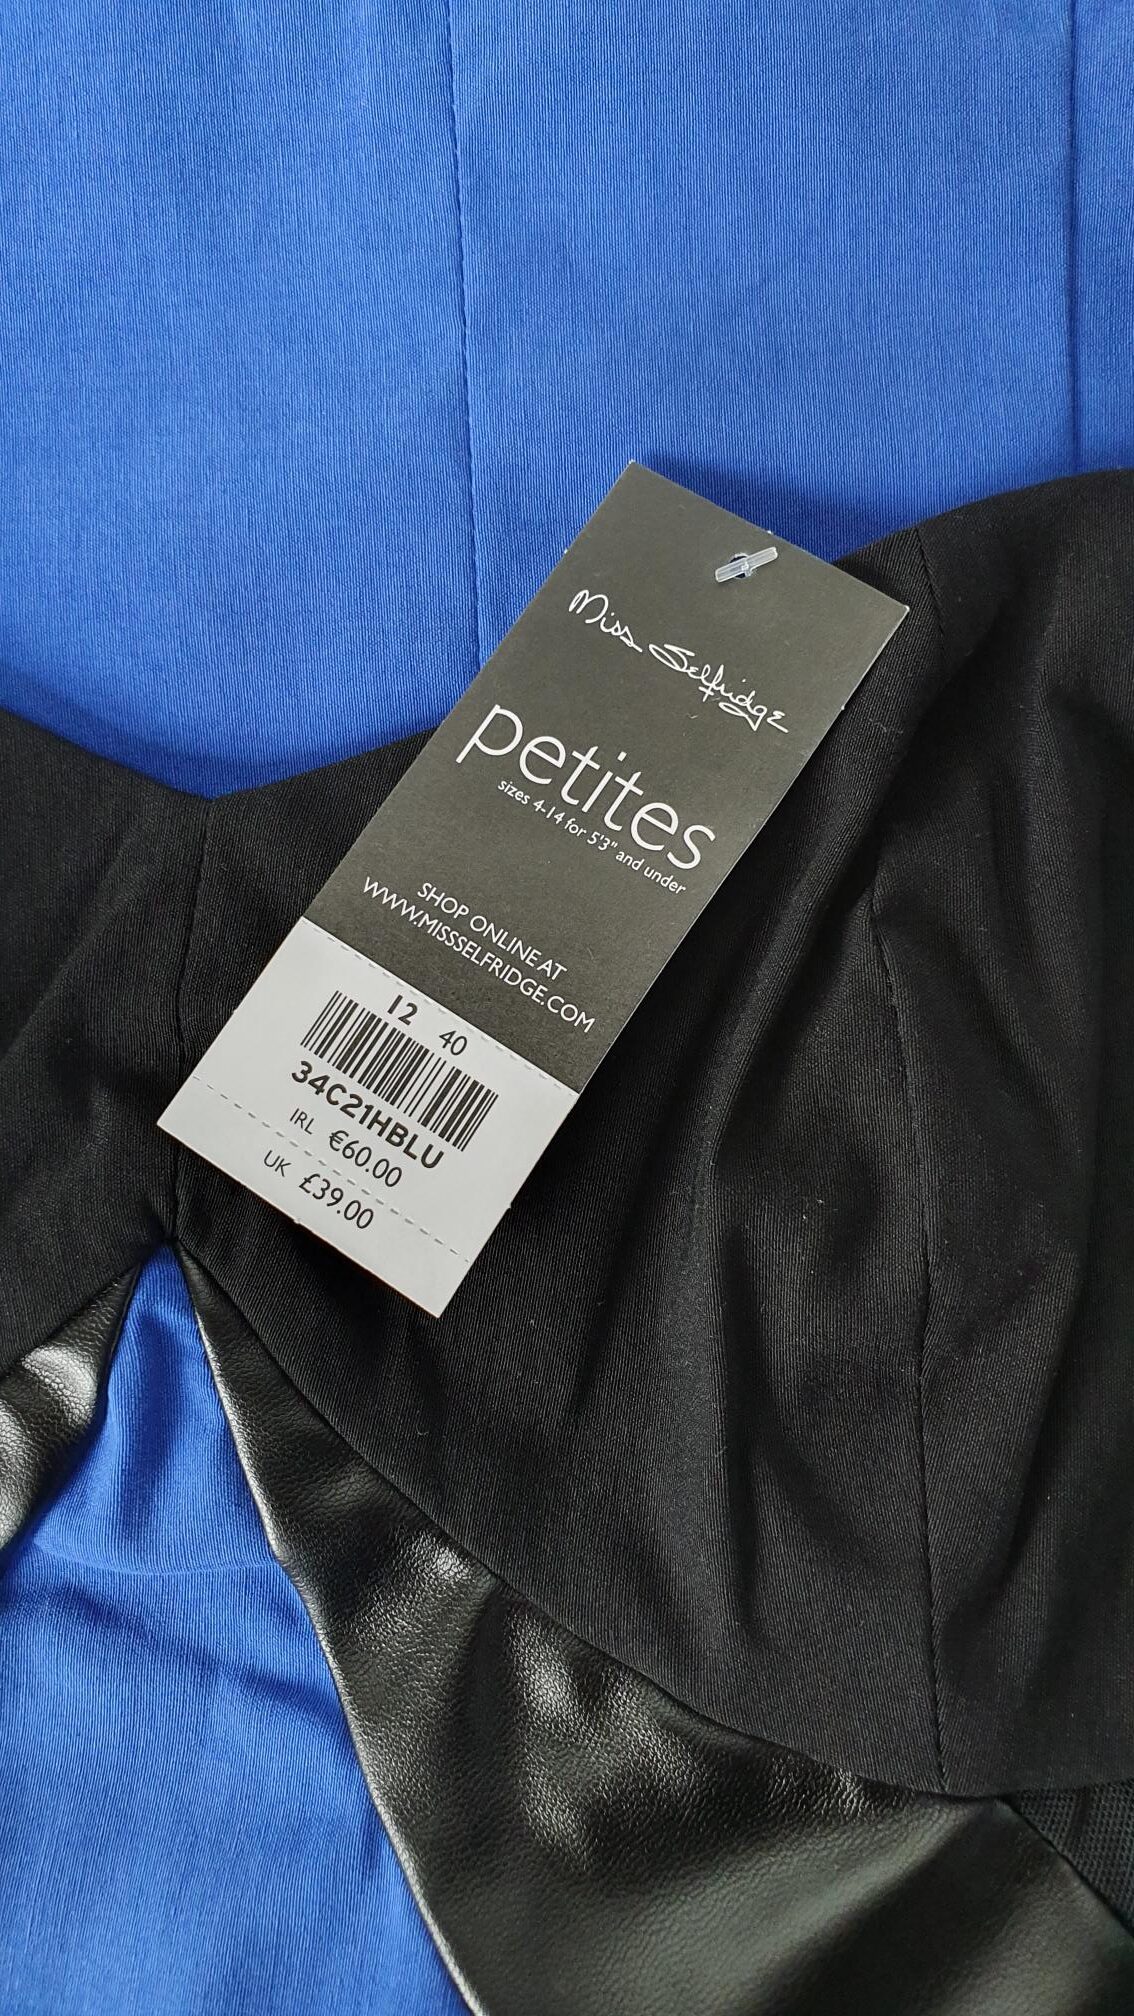 Miss Selfridge
petites
sizes 4-14 for 5'3" and under
SHOP ONLINE AT
WWW.MISSSELFRIDGE.COM
12 40
34C21HBLU
IRL €60.00
UK £39.00